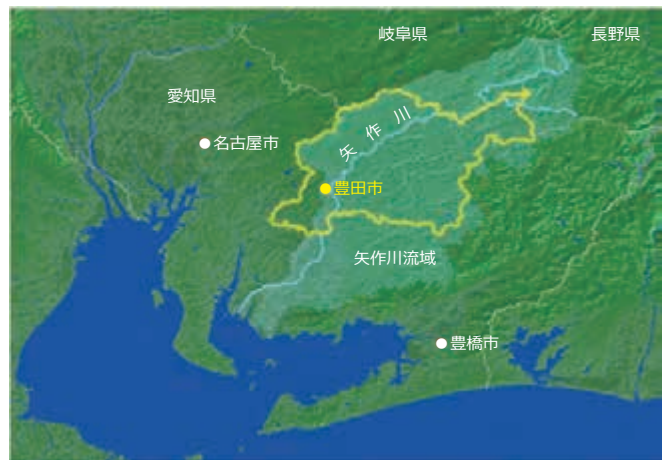 岐阜県
長野県
愛知県
矢作川
名古屋市
豊田市
矢作川流域
豊橋市